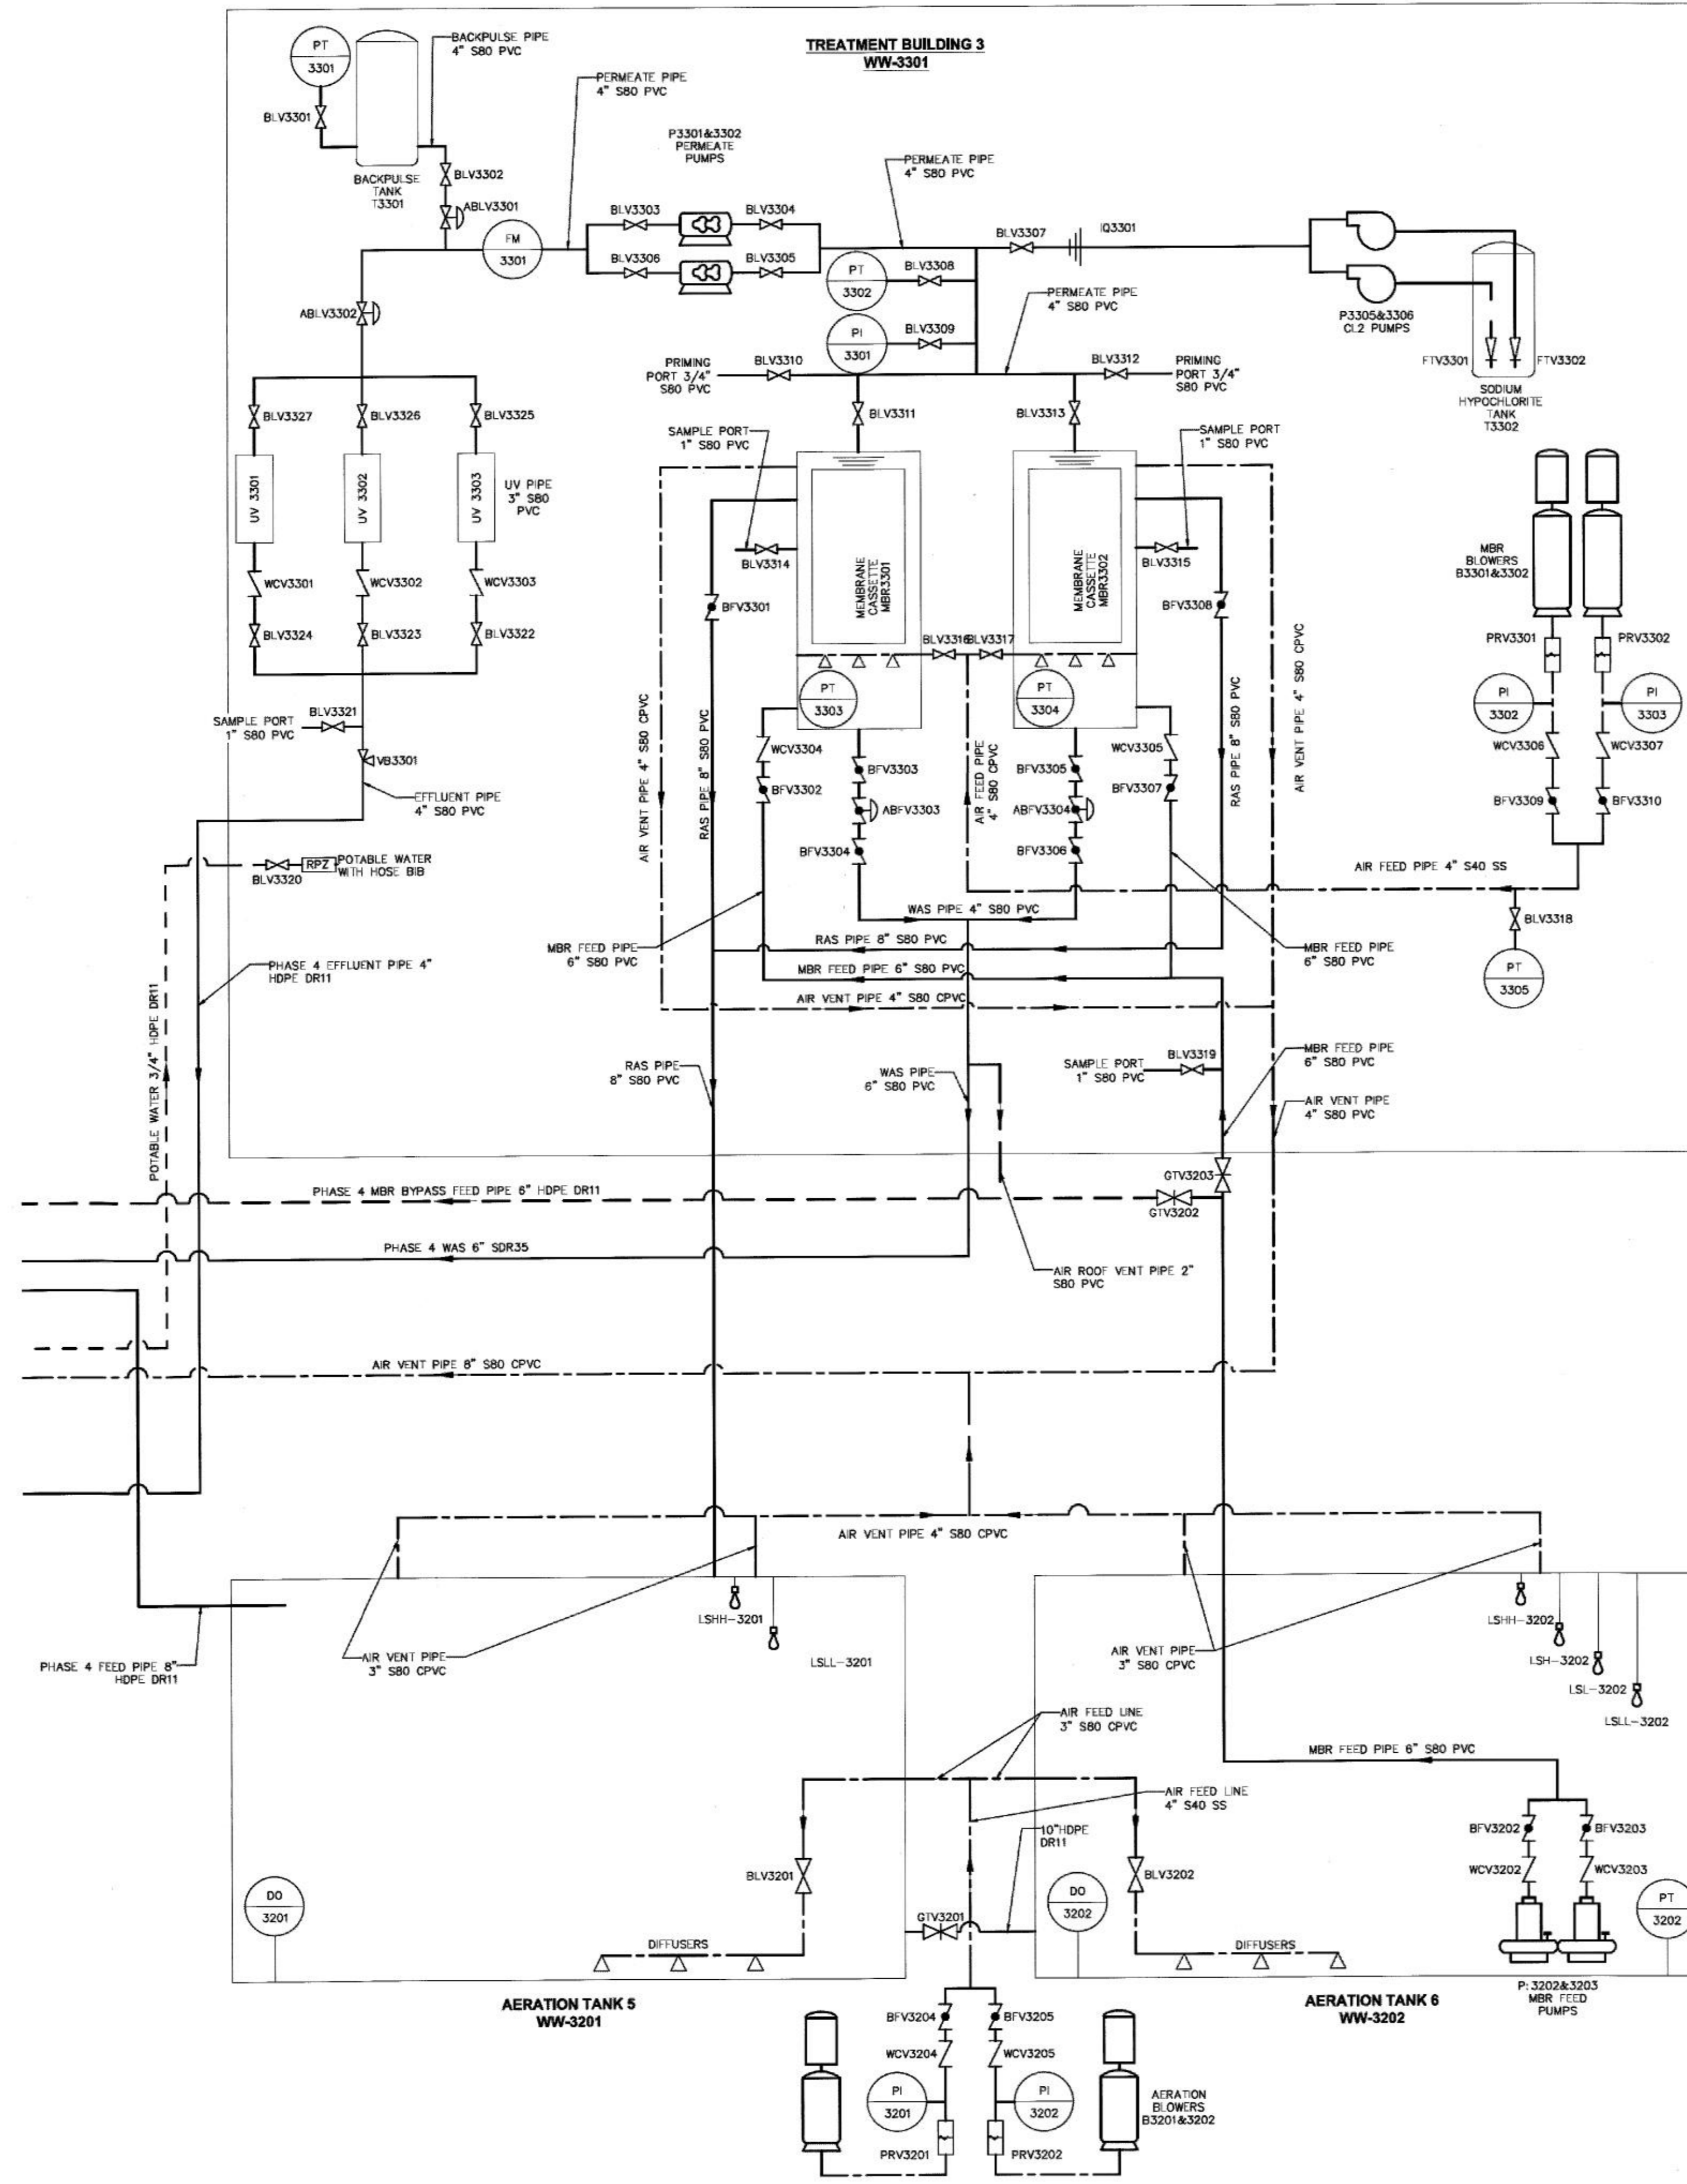 TREATMENT BUILDING 3
WW-3301
PT
3301
BACKPULSE PIPE
4" S80 PVC
BLV3301
BACKPULSE
TANK
T3301
BLV3302
ABLV3301
PERMEATE PIPE
4" S80 PVC
P3301&3302
PERMEATE
PUMPS
FM
3301
BLV3303
BLV3304
BLV3306
BLV3305
PERMEATE PIPE
4" S80 PVC
BLV3307
IQ3301
PT
3302
BLV3308
PI
3301
BLV3309
PERMEATE PIPE
4" S80 PVC
P3305&3306
CL2 PUMPS
FTV3301
FTV3302
SODIUM
HYPOCHLORITE
TANK
T3302
ABLV3302
PRIMING
PORT 3/4"
S80 PVC
BLV3310
BLV3312
PRIMING
PORT 3/4"
S80 PVC
BLV3327
BLV3326
BLV3325
BLV3311
BLV3313
SAMPLE PORT
1" S80 PVC
SAMPLE PORT
1" S80 PVC
UV 3301
UV 3302
UV 3303
UV PIPE
3" S80
PVC
MEMBRANE
CASSETTE
MBR3301
MEMBRANE
CASSETTE
MBR3302
BLV3314
BLV3315
MBR
BLOWERS
B3301&3302
WCV3301
WCV3302
WCV3303
BFV3301
BFV3308
BLV3324
BLV3323
BLV3322
BLV3316
BLV3317
PRV3301
PRV3302
PT
3303
PT
3304
PI
3302
PI
3303
BLV3321
SAMPLE PORT
1" S80 PVC
VB3301
EFFLUENT PIPE
4" S80 PVC
AIR VENT PIPE 4" S80 CPVC
RAS PIPE 8" S80 PVC
WCV3304
BFV3302
BFV3303
ABFV3303
BFV3304
AIR FEED PIPE
4" S80 CPVC
BFV3305
ABFV3304
BFV3306
WCV3305
BFV3307
RAS PIPE 8" S80 PVC
AIR VENT PIPE 4" S80 CPVC
WCV3306
WCV3307
BFV3309
BFV3310
BLV3320
RPZ
POTABLE WATER
WITH HOSE BIB
AIR FEED PIPE 4" S40 SS
BLV3318
PT
3305
WAS PIPE 4" S80 PVC
MBR FEED PIPE
6" S80 PVC
RAS PIPE 8" S80 PVC
MBR FEED PIPE
6" S80 PVC
MBR FEED PIPE 6" S80 PVC
AIR VENT PIPE 4" S80 CPVC
PHASE 4 EFFLUENT PIPE 4"
HDPE DR11
POTABLE WATER 3/4" HDPE DR11
RAS PIPE
8" S80 PVC
WAS PIPE
6" S80 PVC
SAMPLE PORT
1" S80 PVC
BLV3319
MBR FEED PIPE
6" S80 PVC
AIR VENT PIPE
4" S80 PVC
GTV3203
GTV3202
PHASE 4 MBR BYPASS FEED PIPE 6" HDPE DR11
PHASE 4 WAS 6" SDR35
AIR ROOF VENT PIPE 2"
S80 PVC
AIR VENT PIPE 8" S80 CPVC
AIR VENT PIPE 4" S80 CPVC
PHASE 4 FEED PIPE 8"
HDPE DR11
AIR VENT PIPE
3" S80 CPVC
LSHH-3201
LSLL-3201
AIR VENT PIPE
3" S80 CPVC
LSHH-3202
LSH-3202
LSL-3202
LSLL-3202
AIR FEED LINE
3" S80 CPVC
MBR FEED PIPE 6" S80 PVC
AIR FEED LINE
4" S40 SS
10"HDPE
DR11
BLV3201
BLV3202
BFV3202
BFV3203
WCV3202
WCV3203
DO
3201
DO
3202
PT
3202
GTV3201
DIFFUSERS
DIFFUSERS
P:3202&3203
MBR FEED
PUMPS
AERATION TANK 5
WW-3201
AERATION TANK 6
WW-3202
BFV3204
BFV3205
WCV3204
WCV3205
PI
3201
PI
3202
AERATION
BLOWERS
B3201&3202
PRV3201
PRV3202